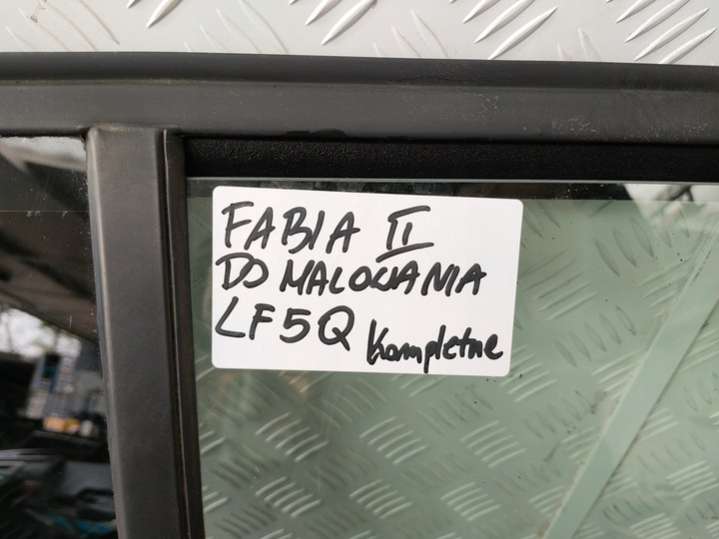 FABIA II
DO MALOWANIA
LF5Q Kompletne